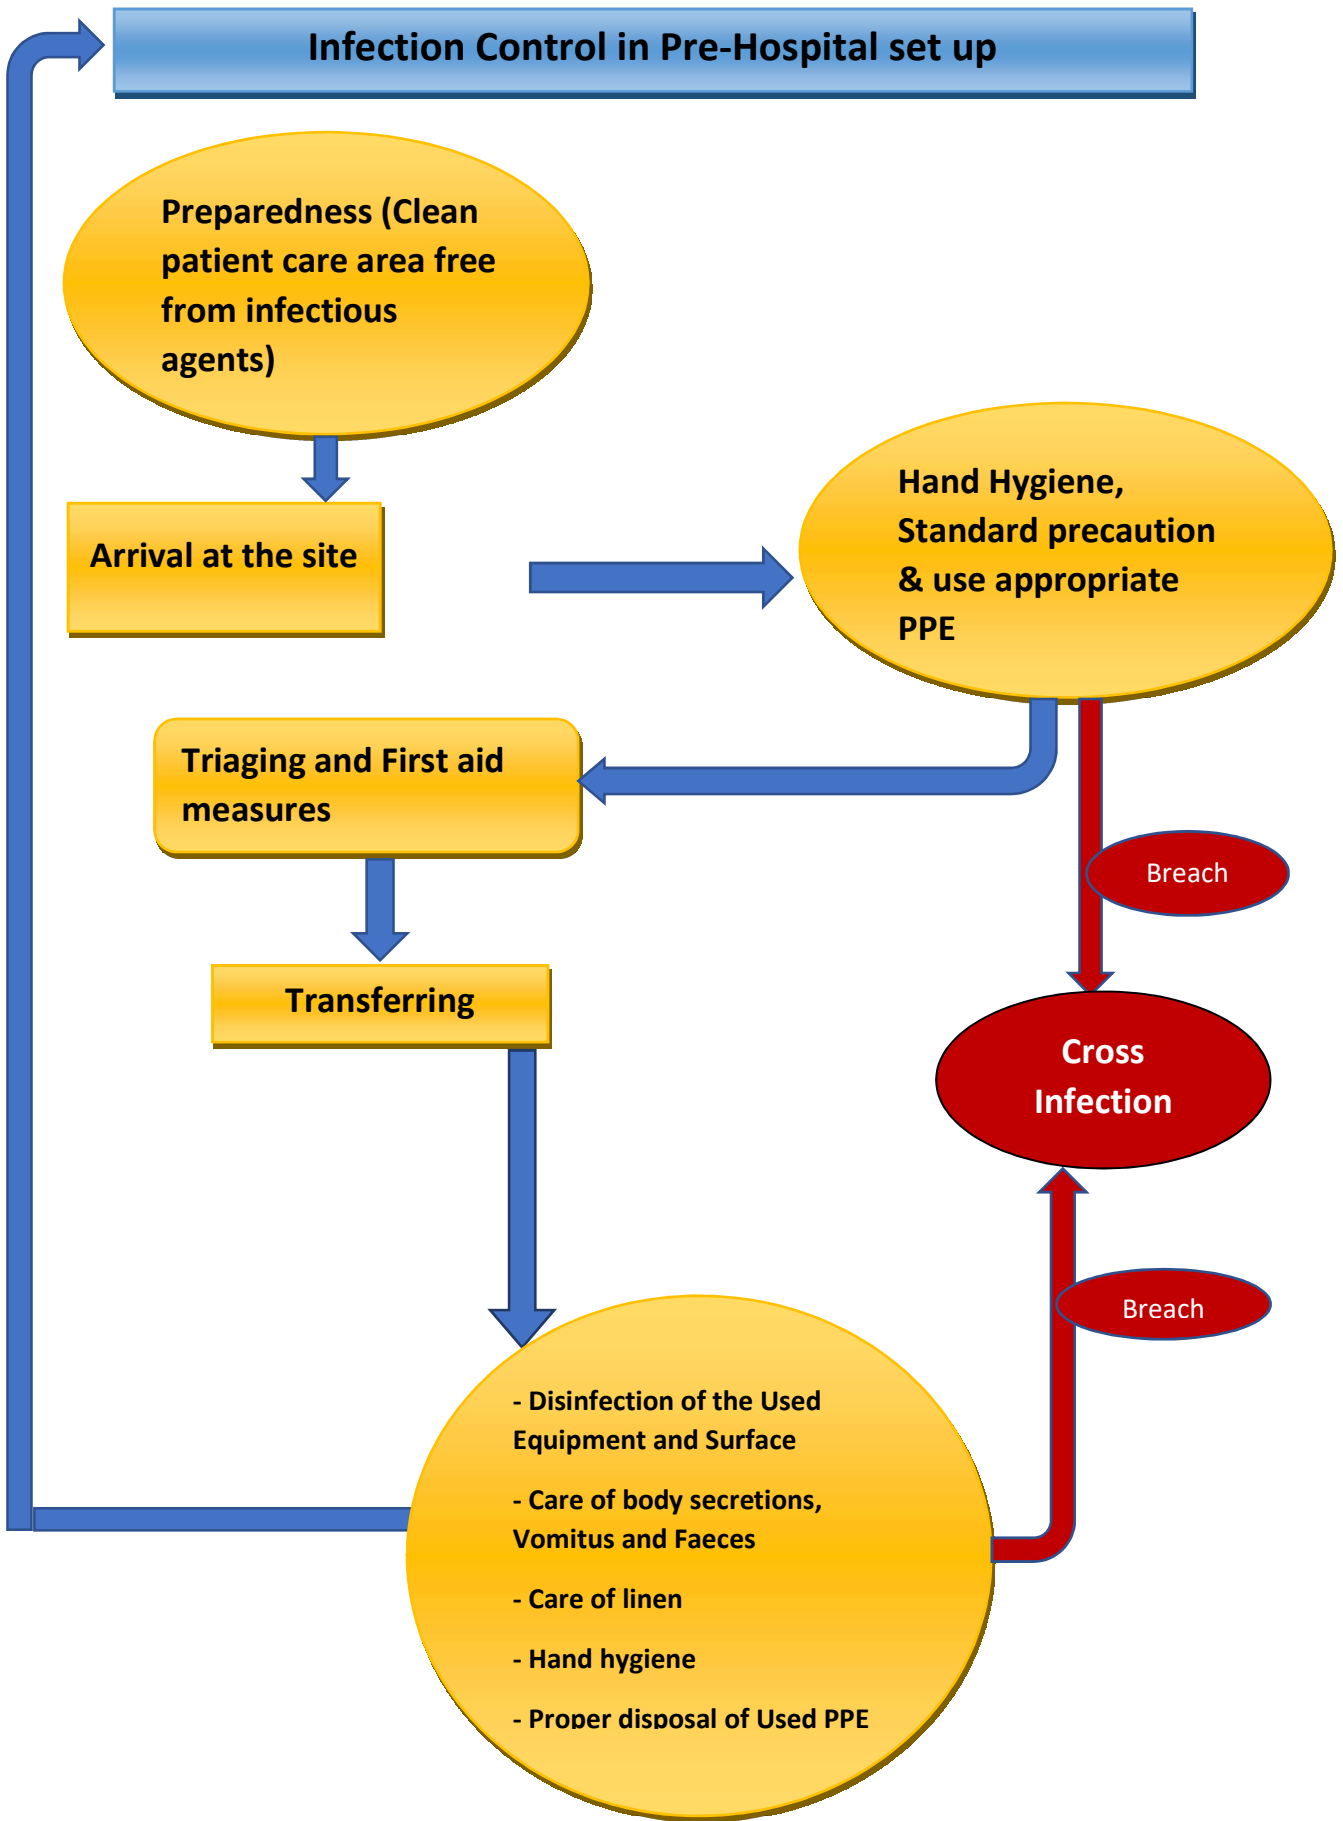 Infection Control in Pre-Hospital set up
Preparedness (Clean
patient care area free
from infectious
agents)
Arrival at the site
Hand Hygiene,
Standard precaution
& use appropriate
PPE
Triaging and First aid
measures
Breach
Transferring
Cross
Infection
Breach
- Disinfection of the Used
Equipment and Surface
- Care of body secretions,
Vomitus and Faeces
- Care of linen
- Hand hygiene
- Proper disposal of Used PPE